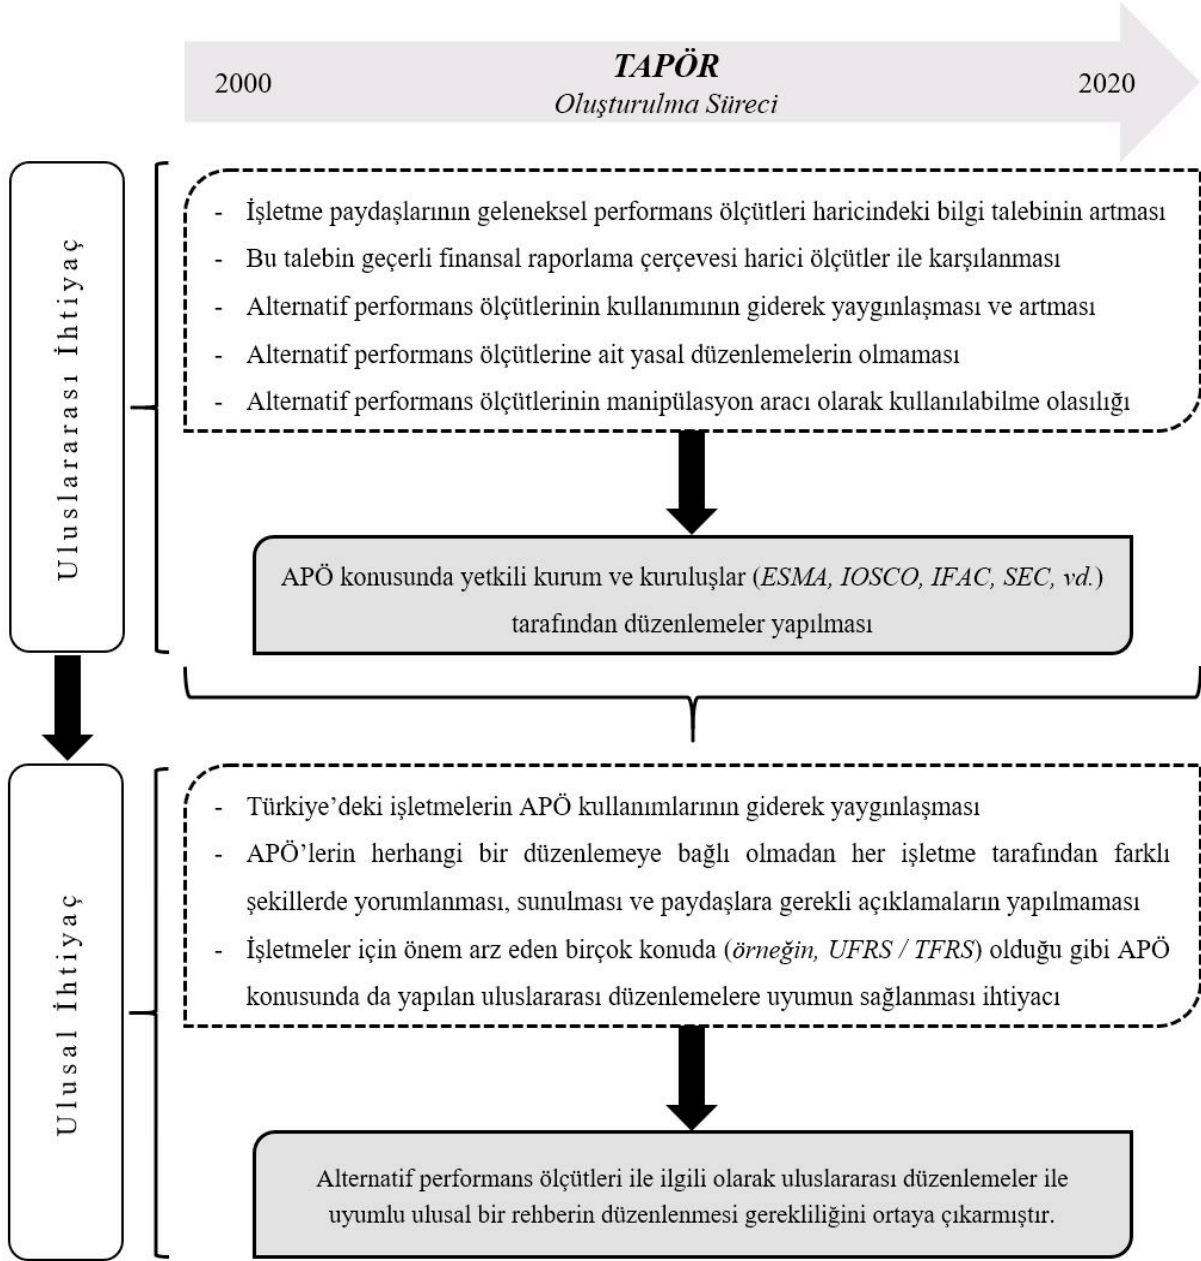 TAPÖR
2000
2020
Oluşturulma Süreci
Uluslararası İhtiyaç
- İşletme paydaşlarının geleneksel performans ölçütleri haricindeki bilgi talebinin artması
- Bu talebin geçerli finansal raporlama çerçevesi harici ölçütler ile karşılanması
- Alternatif performans ölçütlerinin kullanımının giderek yaygınlaşması ve artması
- Alternatif performans ölçütlerine ait yasal düzenlemelerin olmaması
- Alternatif performans ölçütlerinin manipülasyon aracı olarak kullanılabilme olasılığı
APÖ konusunda yetkili kurum ve kuruluşlar (ESMA, IOSCO, IFAC, SEC, vd.)
tarafından düzenlemeler yapılması
Ulusal İhtiyaç
- Türkiye’deki işletmelerin APÖ kullanımlarının giderek yaygınlaşması
- APÖ’lerin herhangi bir düzenlemeye bağlı olmadan her işletme tarafından farklı
şekillerde yorumlanması, sunulması ve paydaşlara gerekli açıklamaların yapılmaması
- İşletmeler için önem arz eden birçok konuda (örneğin, UFRS / TFRS) olduğu gibi APÖ
konusunda da yapılan uluslararası düzenlemelere uyumun sağlanması ihtiyacı
Alternatif performans ölçütleri ile ilgili olarak uluslararası düzenlemeler ile
uyumlu ulusal bir rehberin düzenlenmesi gerekliliğini ortaya çıkarmıştır.